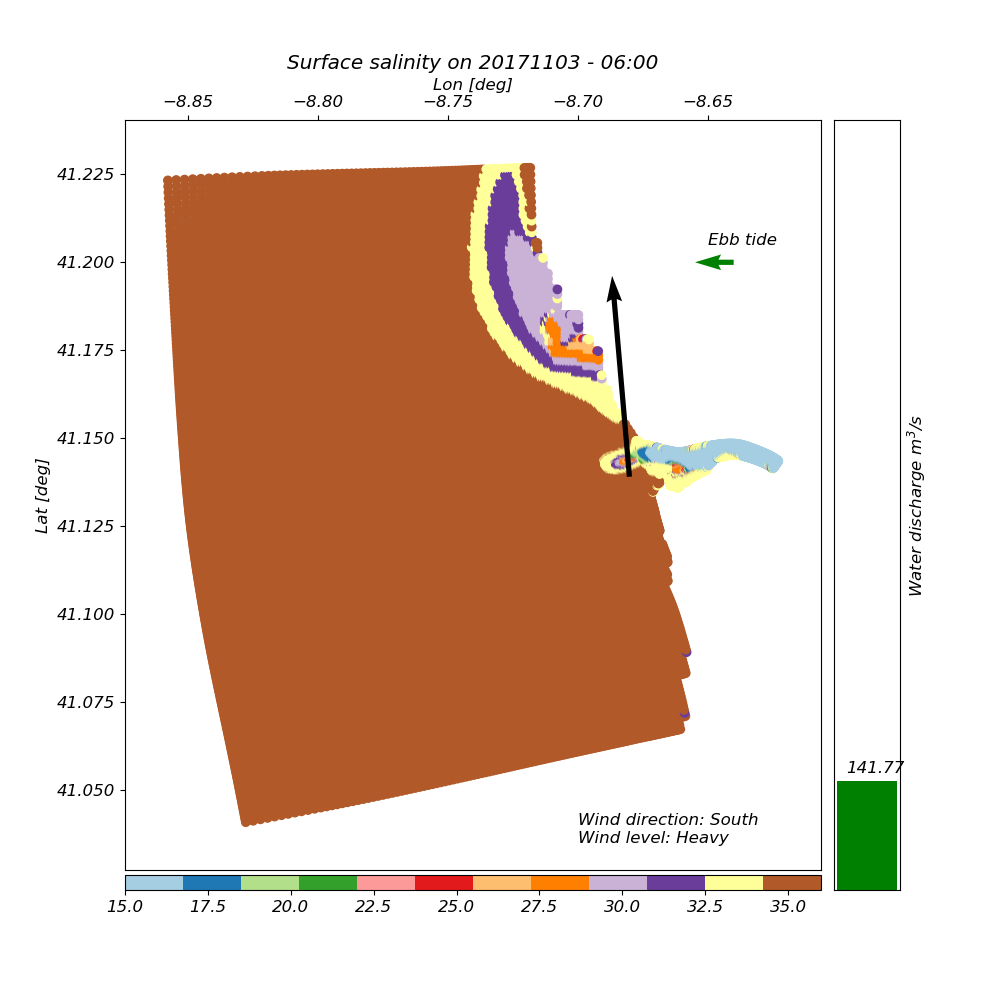 Surface salinity on 20171103 - 06:00
Lon [deg]
−8.85 −8.80 −8.75 −8.70 −8.65
41.225
41.200
41.175
41.150
41.125
41.100
41.075
41.050
Lat [deg]
Ebb tide
Wind direction: South
Wind level: Heavy
141.77
Water discharge m³/s
15.0 17.5 20.0 22.5 25.0 27.5 30.0 32.5 35.0